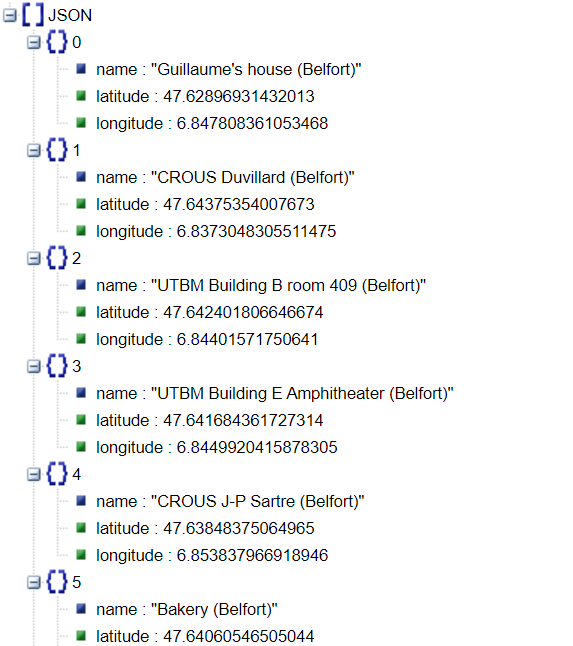 JSON
0
name : "Guillaume's house (Belfort)"
latitude : 47.62896931432013
longitude : 6.847808361053468
1
name : "CROUS Duvillard (Belfort)"
latitude : 47.64375354007673
longitude : 6.8373048305511475
2
name : "UTBM Building B room 409 (Belfort)"
latitude : 47.642401806646674
longitude : 6.84401571750641
3
name : "UTBM Building E Amphitheater (Belfort)"
latitude : 47.641684361727314
longitude : 6.8449920415878305
4
name : "CROUS J-P Sartre (Belfort)"
latitude : 47.63848375064965
longitude : 6.853837966918946
5
name : "Bakery (Belfort)"
latitude : 47.64060546505044